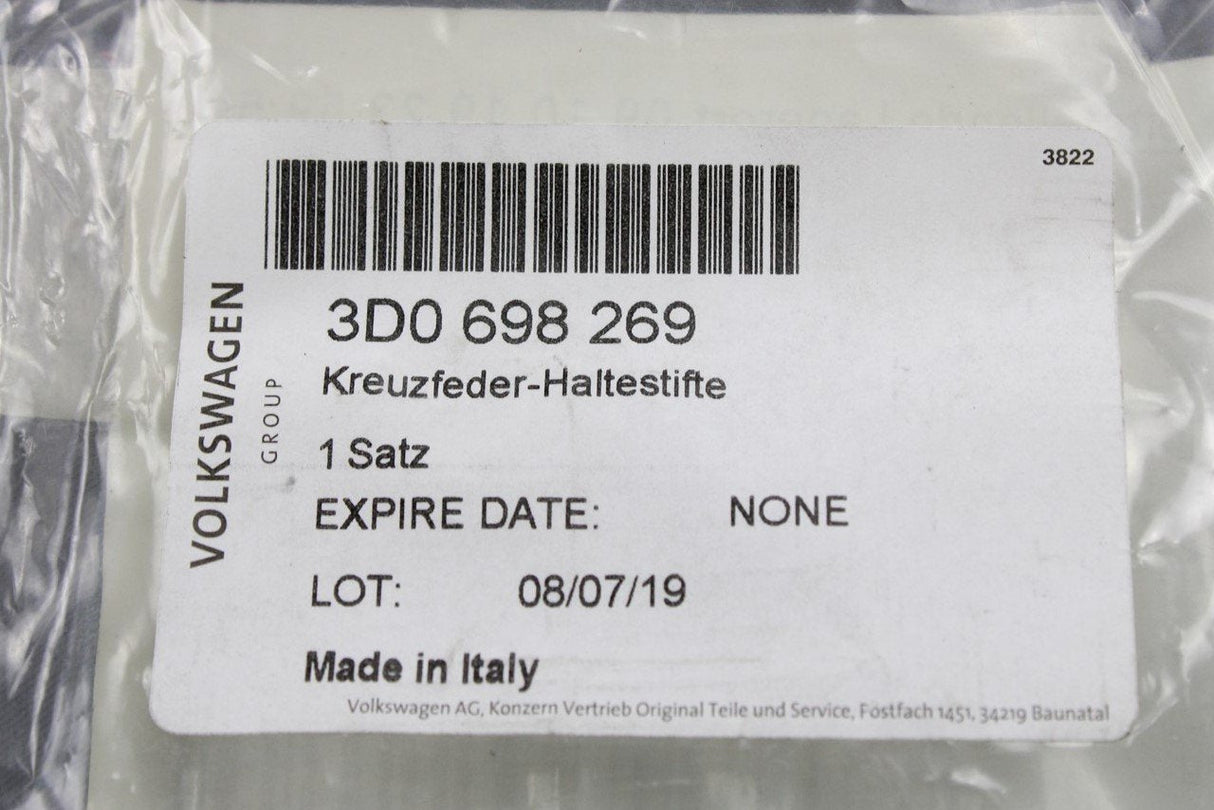 3822
VOLKSWAGEN
GROUP
3D0 698 269
Kreuzfeder-Haltestifte
1 Satz
EXPIRE DATE: NONE
LOT: 08/07/19
Made in Italy
Volkswagen AG, Konzern Vertrieb Original Teile und Service, Postfach 1451, 34219 Baunatal